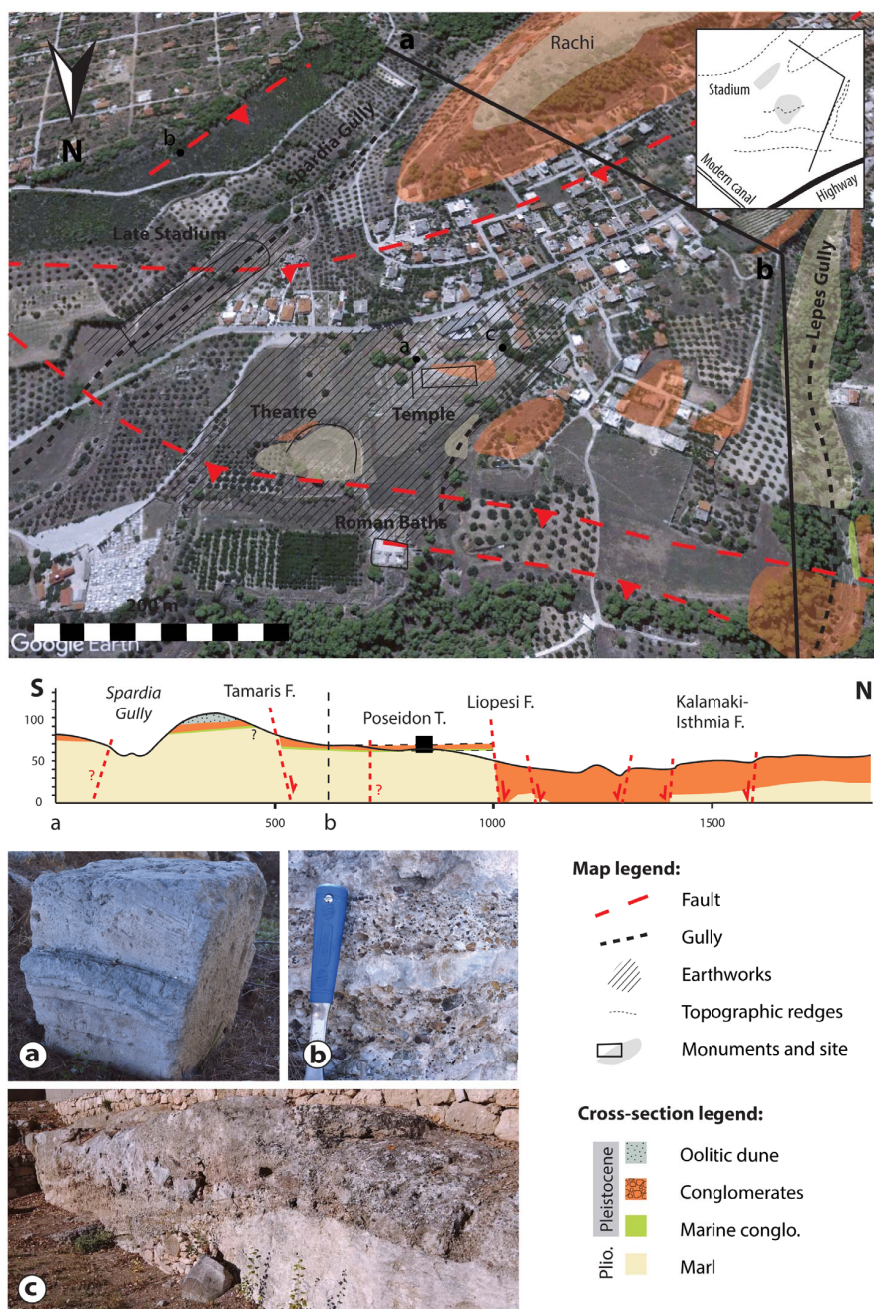 a
Rachi
Stadium
Modern canal
Highway
N
b
Spardia Gully
Late Stadium
b
Lepes Gully
a
c
Theatre
Temple
Roman Baths
200 m
Google Earth
S
Spardia
Gully
Tamaris F.
Poseidon T.
Liopesi F.
Kalamaki-
Isthmia F.
N
100
50
0
?
?
?
a
500
b
1000
1500
a
b
c
Map legend:
Fault
Gully
Earthworks
Topographic redges
Monuments and site
Cross-section legend:
Pleistocene
Plio.
Oolitic dune
Conglomerates
Marine conglo.
Marl